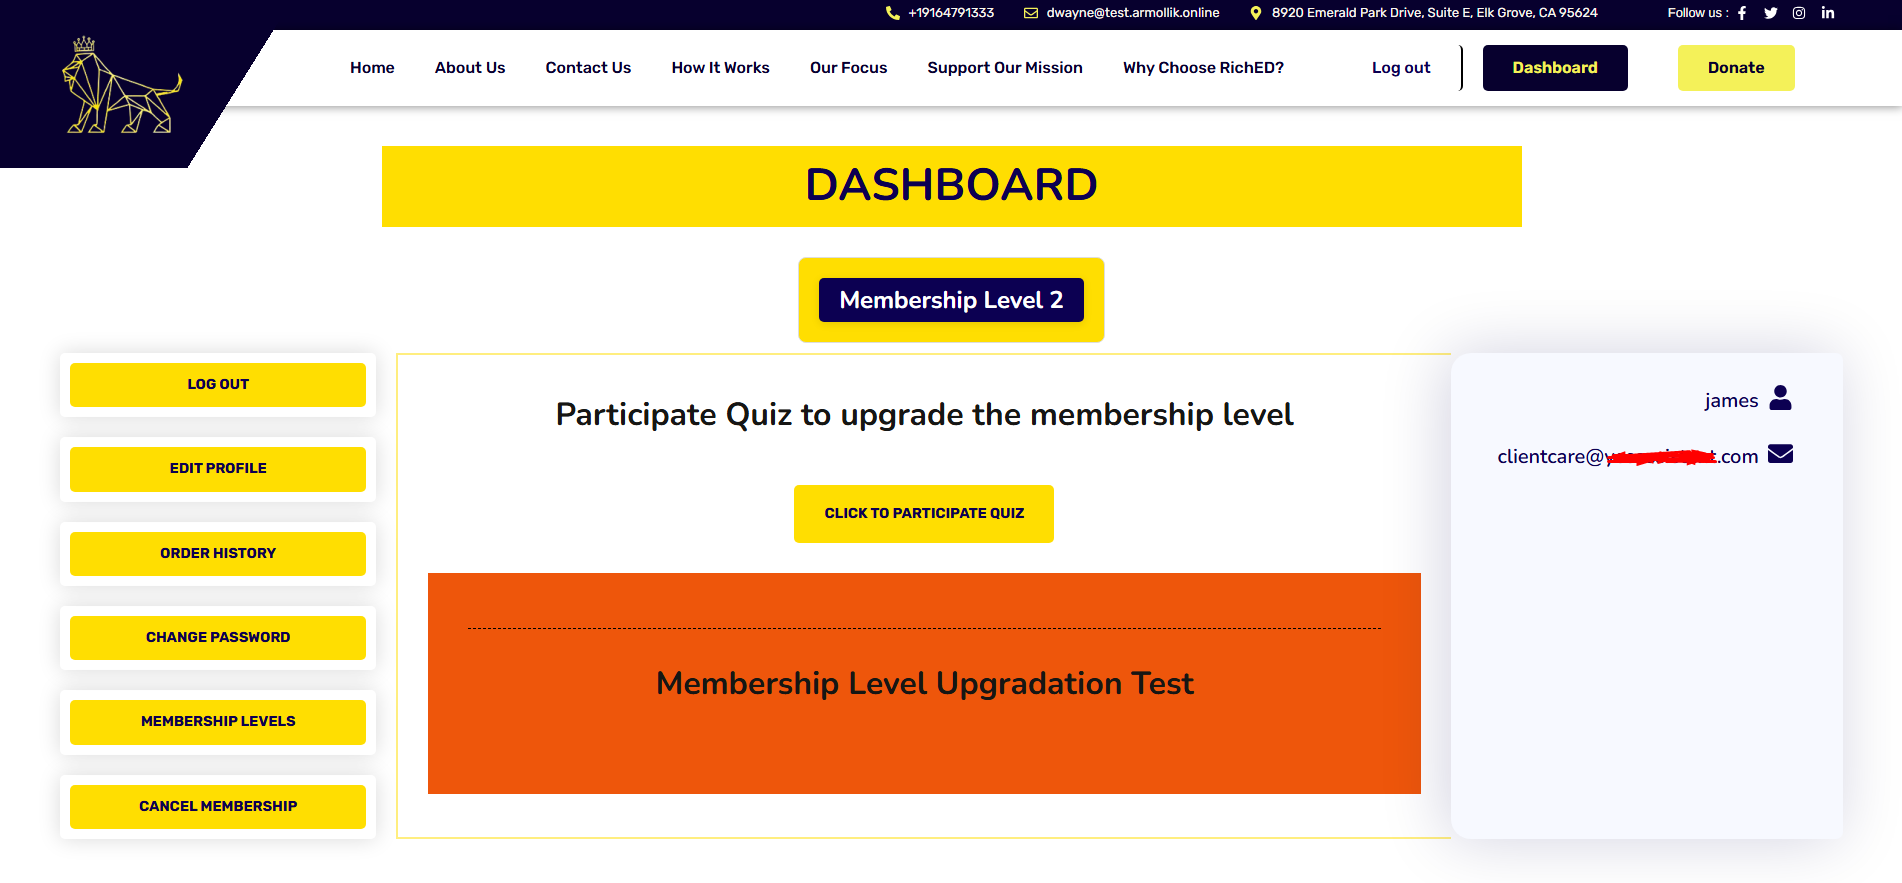 +19164791333 dwayne@test.armollik.online 8920 Emerald Park Drive, Suite E, Elk Grove, CA 95624 Follow us :
Home About Us Contact Us How It Works Our Focus Support Our Mission Why Choose RichED? Log out Dashboard Donate
DASHBOARD
Membership Level 2
LOG OUT
EDIT PROFILE
ORDER HISTORY
CHANGE PASSWORD
MEMBERSHIP LEVELS
CANCEL MEMBERSHIP
Participate Quiz to upgrade the membership level
CLICK TO PARTICIPATE QUIZ
Membership Level Upgradation Test
james
clientcare@ .com